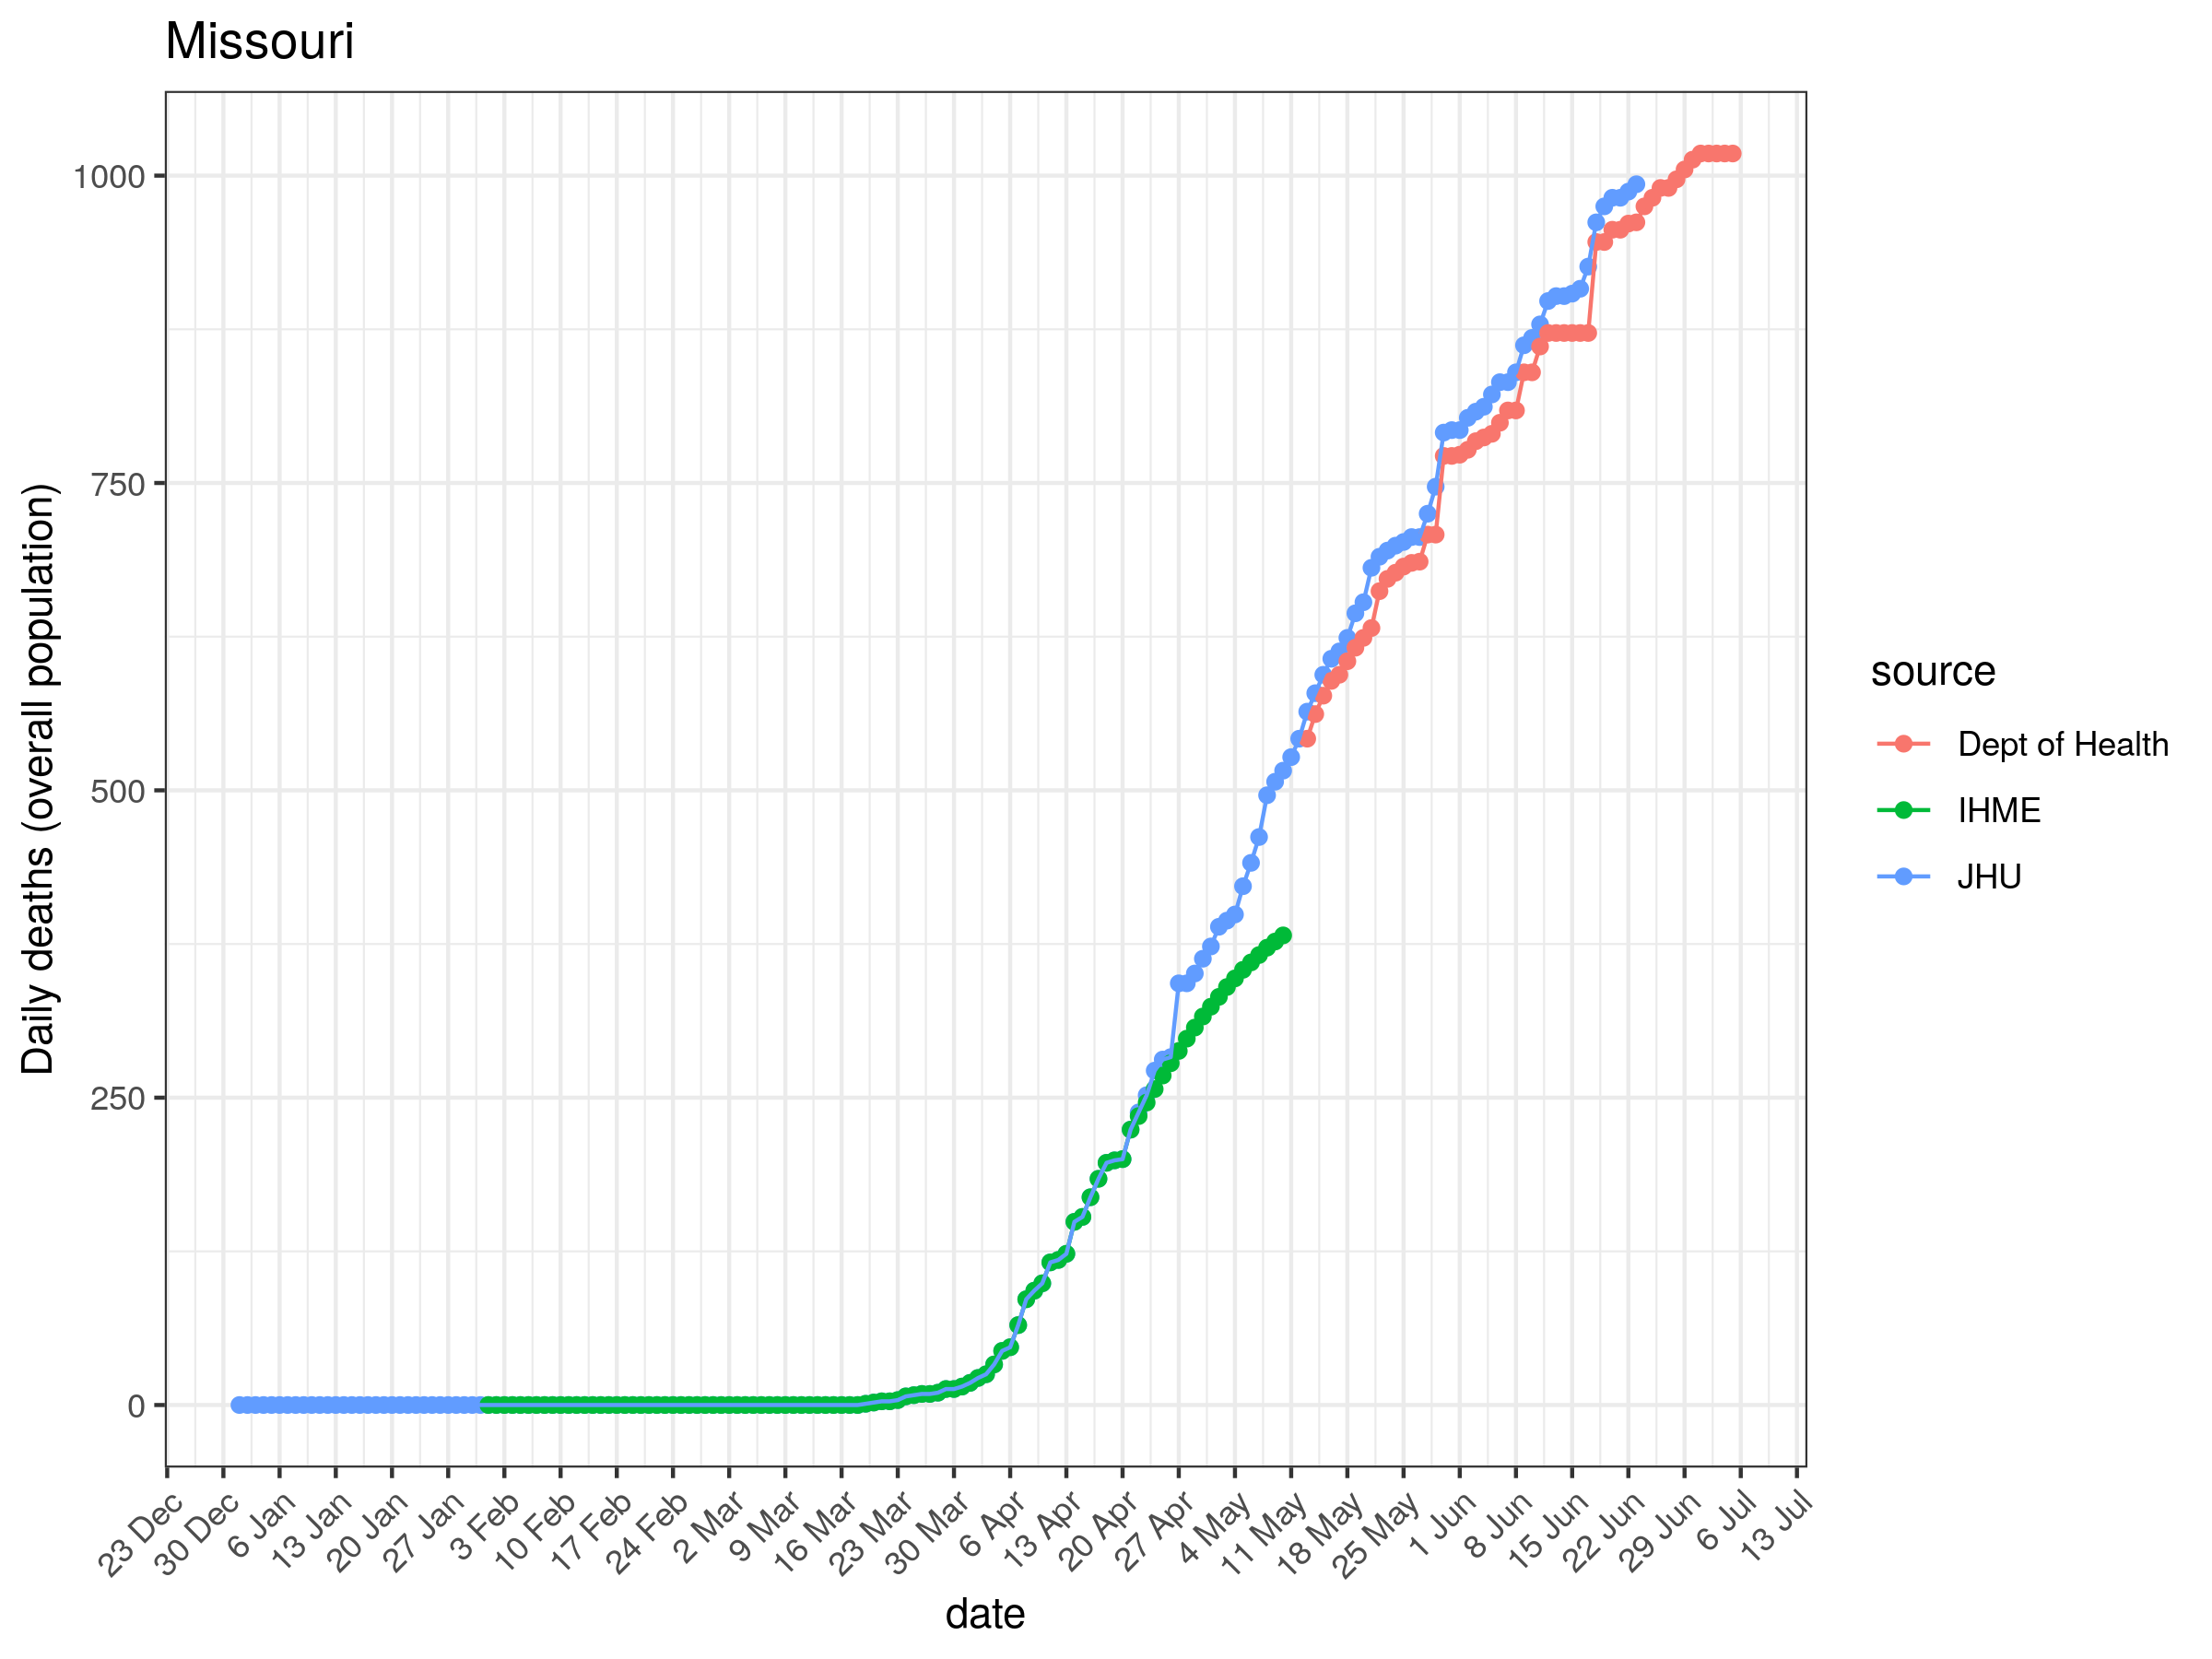 Missouri
Daily deaths (overall population)
1000
750
500
250
0
23 Dec
30 Dec
6 Jan
13 Jan
20 Jan
27 Jan
3 Feb
10 Feb
17 Feb
24 Feb
2 Mar
9 Mar
16 Mar
23 Mar
30 Mar
6 Apr
13 Apr
20 Apr
27 Apr
4 May
11 May
18 May
25 May
1 Jun
8 Jun
15 Jun
22 Jun
29 Jun
6 Jul
13 Jul
date
source
Dept of Health
IHME
JHU